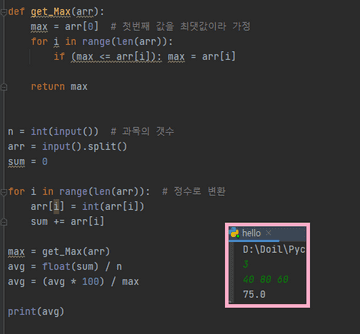 def get_Max(arr):
max = arr[0]  # 첫번째 값을 최댓값이라 가정
for i in range(len(arr)):
if (max <= arr[i]): max = arr[i]
return max
n = int(input())  # 과목의 갯수
arr = input().split()
sum = 0
for i in range(len(arr)):  # 정수로 변환
arr[i] = int(arr[i])
sum += arr[i]
max = get_Max(arr)
avg = float(sum) / n
avg = (avg * 100) / max
print(avg)
hello ×
D:\Doil\Pyc
3
40 80 60
75.0